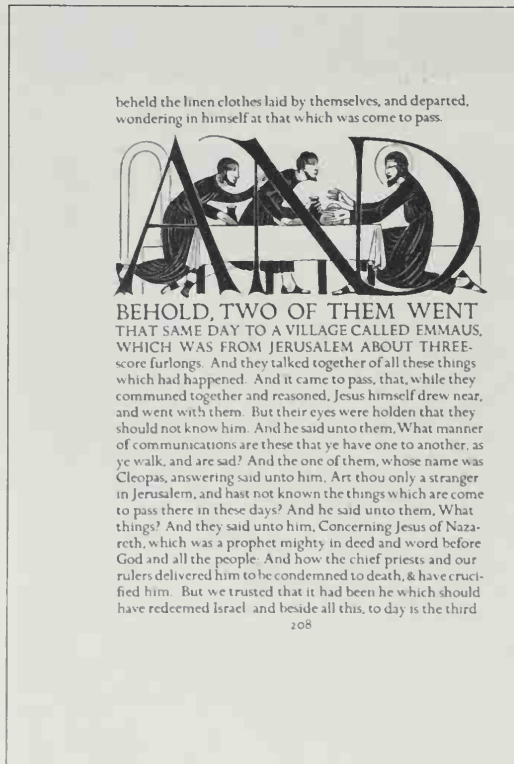 beheld the linen clothes laid by themselves, and departed,
wondering in himself at that which was come to pass.
AND
BEHOLD, TWO OF THEM WENT
THAT SAME DAY TO A VILLAGE CALLED EMMAUS,
WHICH WAS FROM JERUSALEM ABOUT THREE-
score furlongs. And they talked together of all these things
which had happened. And it came to pass, that, while they
communed together and reasoned, Jesus himself drew near,
and went with them. But their eyes were holden that they
should not know him. And he said unto them, What manner
of communications are these that ye have one to another, as
ye walk, and are sad? And the one of them, whose name was
Cleopas, answering said unto him, Art thou only a stranger
in Jerusalem, and hast not known the things which are come
to pass there in these days? And he said unto them, What
things? And they said unto him, Concerning Jesus of Naza-
reth, which was a prophet mighty in deed and word before
God and all the people: And how the chief priests and our
rulers delivered him to be condemned to death, & have cruci-
fied him. But we trusted that it had been he which should
have redeemed Israel: and beside all this, to day is the third
208